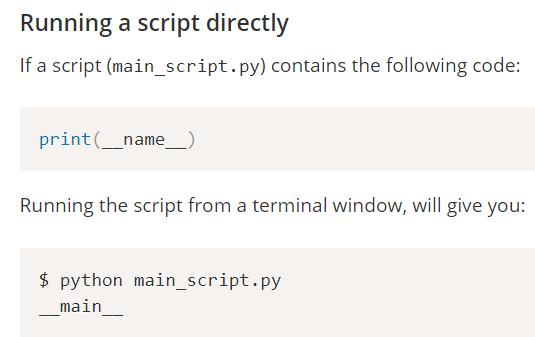 Running a script directly
If a script (main_script.py) contains the following code:
print(__name__)
Running the script from a terminal window, will give you:
$ python main_script.py
__main__